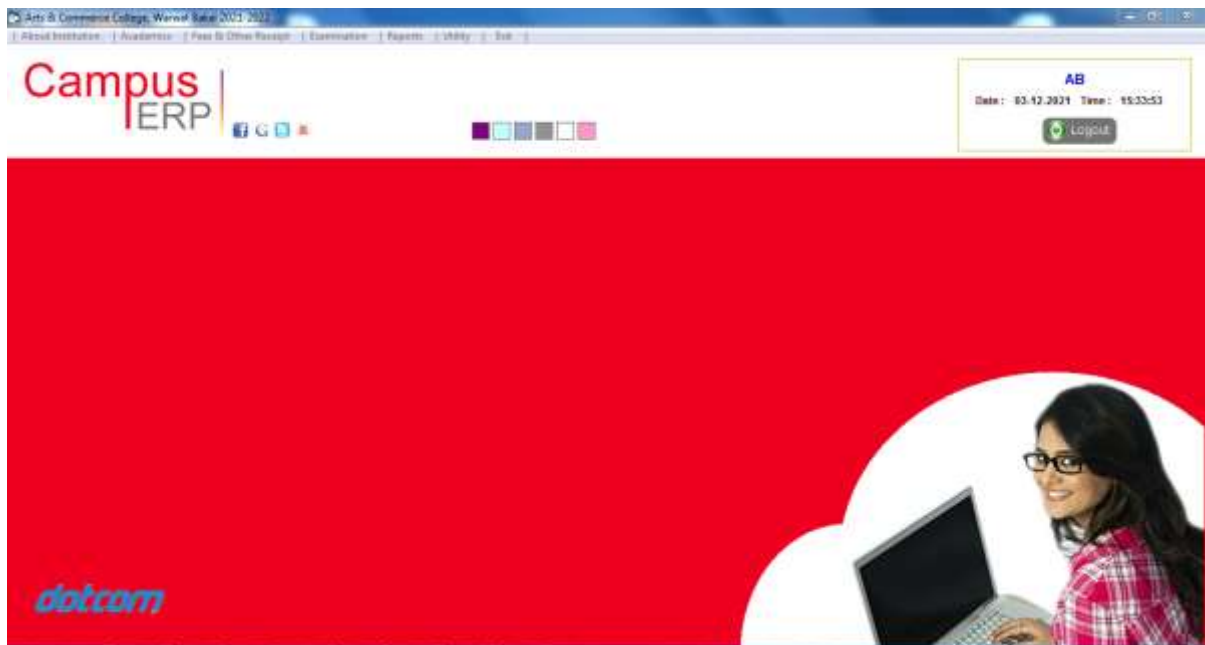 Arts & Commerce College, Warwat Bakal 2021-2022
| About Institution | Academics | Fees & Other Receipt | Examination | Reports | Utility | Exit |
Campus
ERP
AB
Date : 03.12.2021 Time : 15:33:53
Logout
dotcom